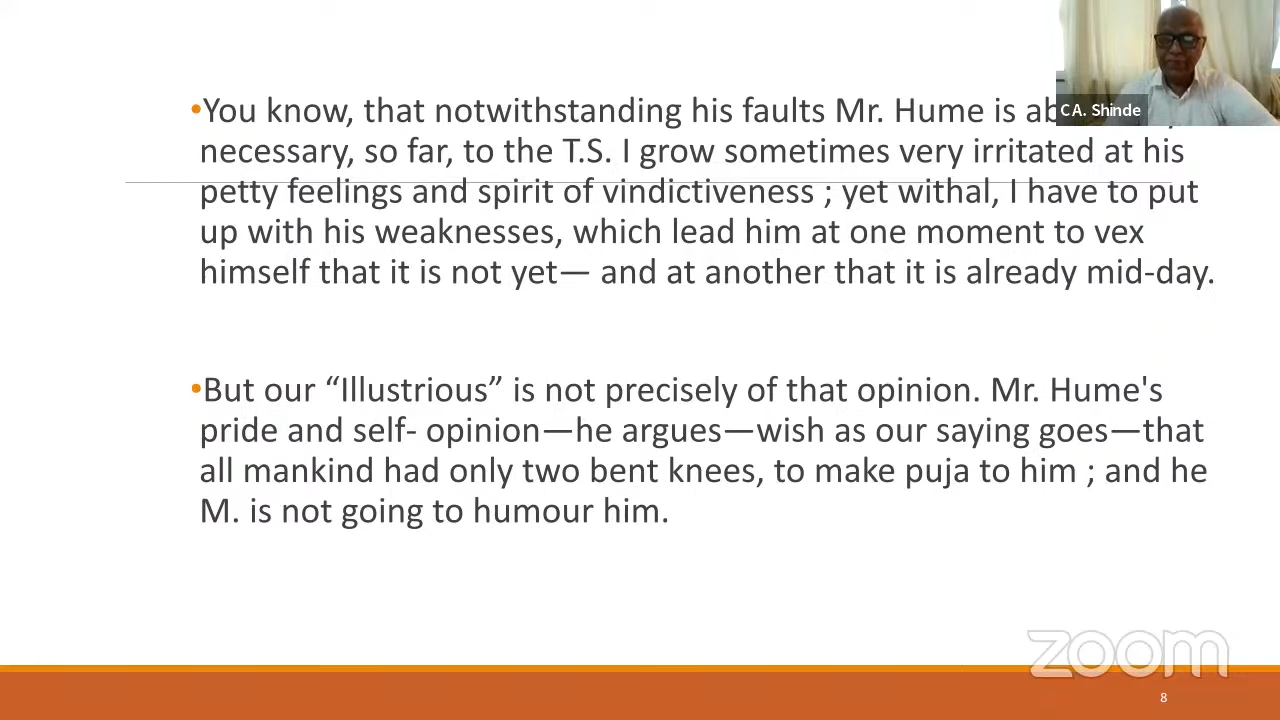 •You know, that notwithstanding his faults Mr. Hume is
C A. Shinde
necessary, so far, to the T.S. I grow sometimes very irritated at his
petty feelings and spirit of vindictiveness ; yet withal, I have to put
up with his weaknesses, which lead him at one moment to vex
himself that it is not yet— and at another that it is already mid-day.
•But our “Illustrious” is not precisely of that opinion. Mr. Hume's
pride and self- opinion—he argues—wish as our saying goes—that
all mankind had only two bent knees, to make puja to him ; and he
M. is not going to humour him.
zoom
8